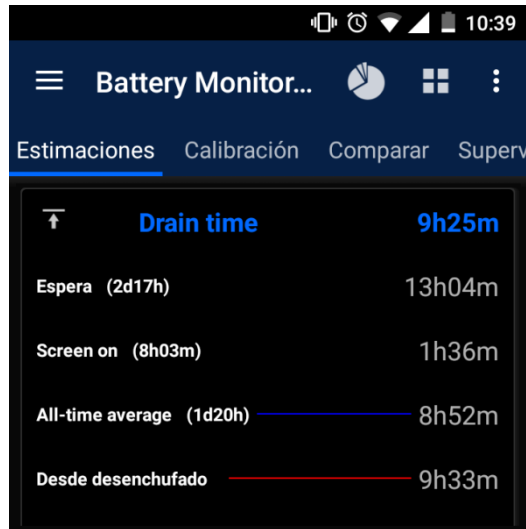 10:39
Battery Monitor...
Estimaciones Calibración Comparar Superv
Drain time 9h25m
Espera (2d17h) 13h04m
Screen on (8h03m) 1h36m
All-time average (1d20h) 8h52m
Desde desenchufado 9h33m